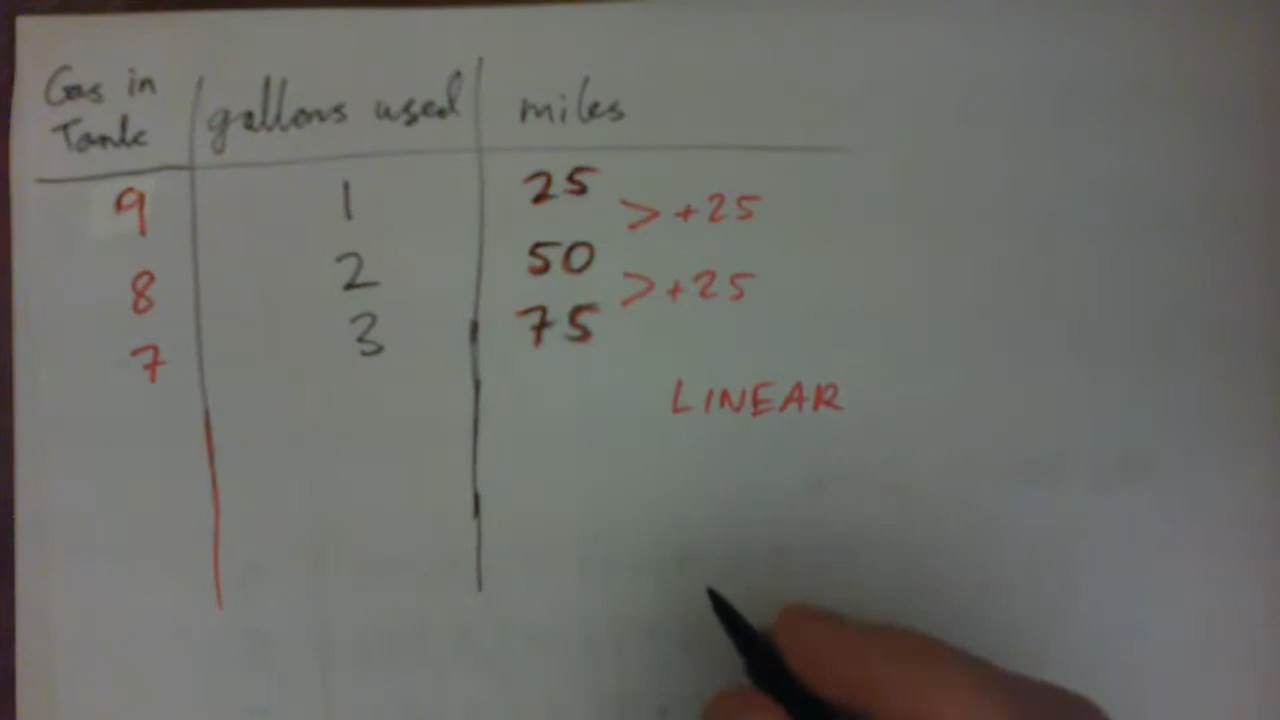 Gas in Tank gallons used miles
9 1 25
> +25
8 2 50
> +25
7 3 75
LINEAR